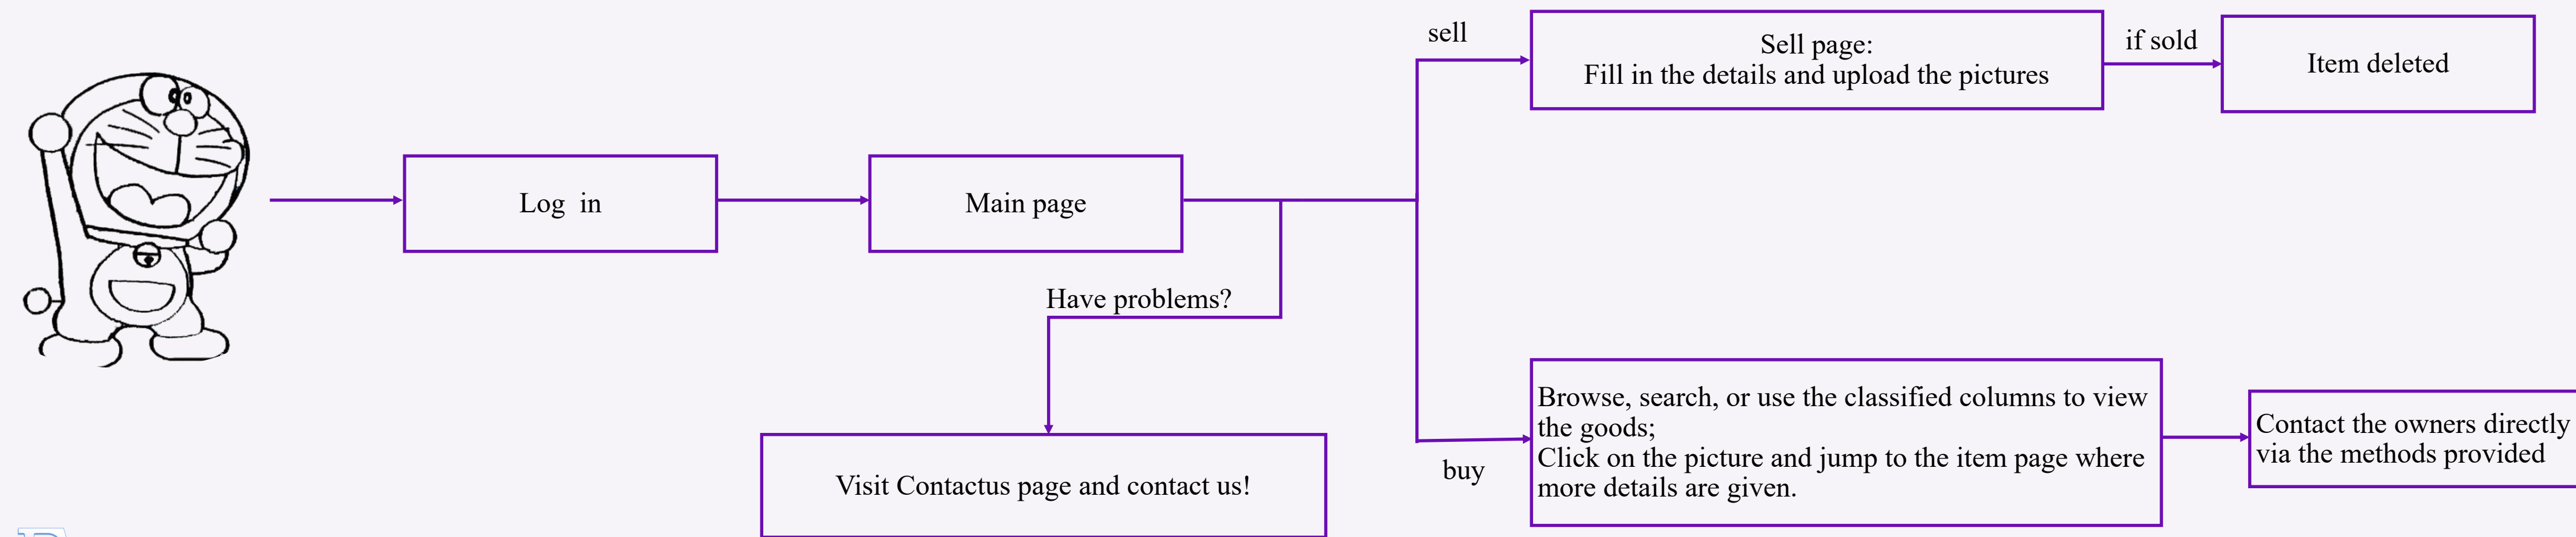 Log in
Main page
Have problems?
Visit Contactus page and contact us!
sell
Sell page:
Fill in the details and upload the pictures
if sold
Item deleted
buy
Browse, search, or use the classified columns to view
the goods;
Click on the picture and jump to the item page where
more details are given.
Contact the owners directly
via the methods provided